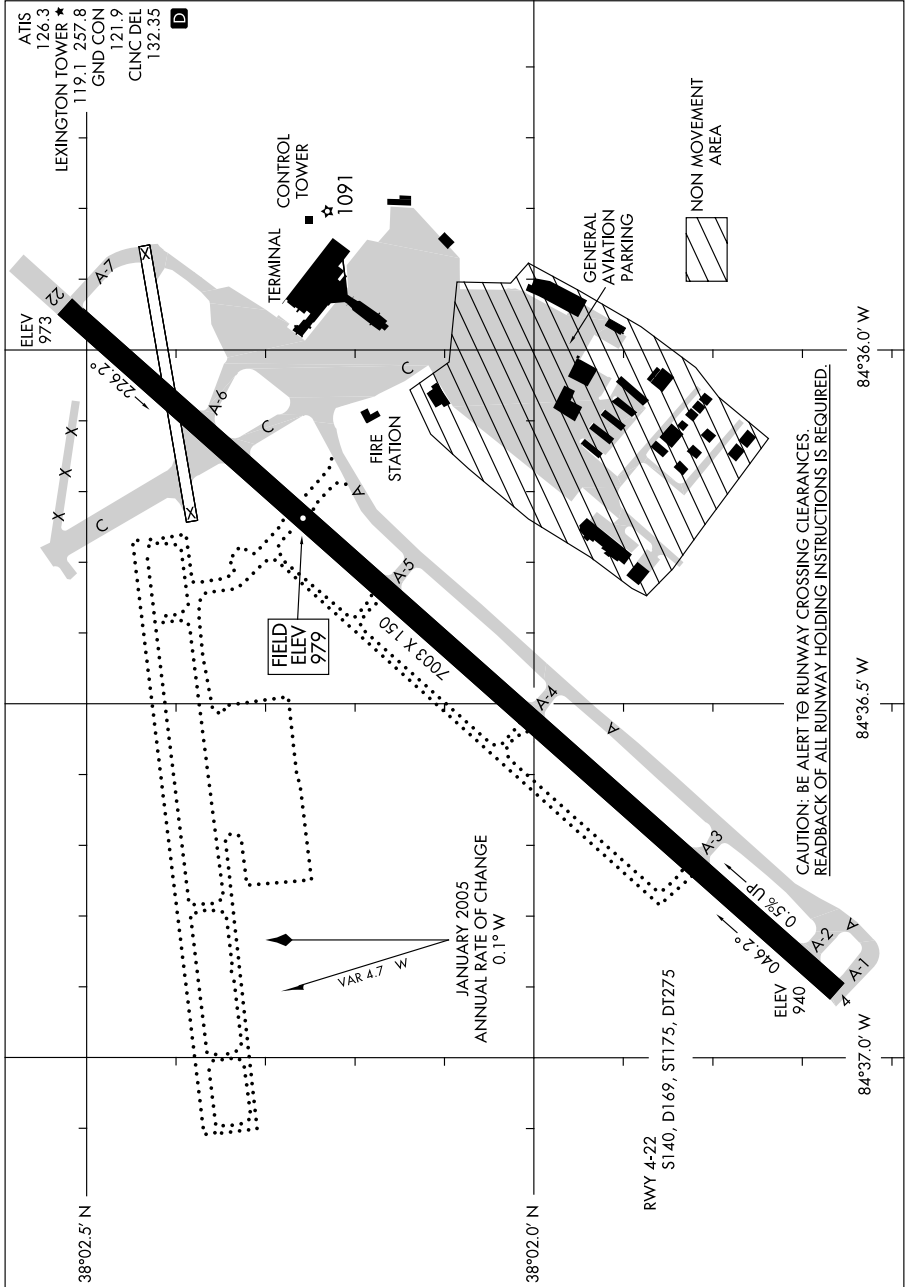 ATIS
126.3
LEXINGTON TOWER ★
119.1 257.8
GND CON
121.9
CLNC DEL
132.35
D
22
ELEV
973
226.2°
A-7
X
TERMINAL
CONTROL
TOWER
1091
X
X
X
C
X
A-6
C
C
FIRE
STATION
A
A-5
FIELD
ELEV
979
7003 X 150
GENERAL
AVIATION
PARKING
NON MOVEMENT
AREA
A-4
A
A-3
0.5% UP
046.2°
A-2
A
A-1
4
ELEV
940
VAR 4.7 W
JANUARY 2005
ANNUAL RATE OF CHANGE
0.1° W
RWY 4-22
S140, D169, ST175, DT275
CAUTION: BE ALERT TO RUNWAY CROSSING CLEARANCES.
READBACK OF ALL RUNWAY HOLDING INSTRUCTIONS IS REQUIRED.
38°02.5' N
38°02.0' N
84°36.0' W
84°36.5' W
84°37.0' W